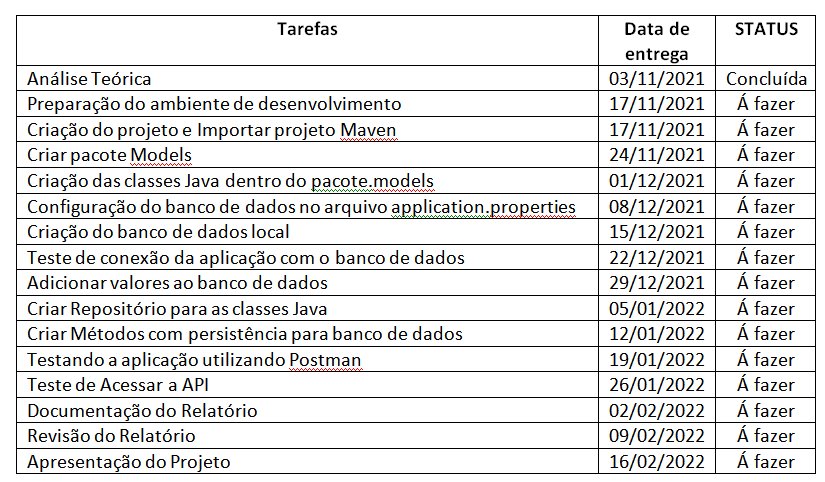 Tarefas Data de entrega STATUS
Análise Teórica 03/11/2021 Concluída
Preparação do ambiente de desenvolvimento 17/11/2021 Á fazer
Criação do projeto e Importar projeto Maven 17/11/2021 Á fazer
Criar pacote Models 24/11/2021 Á fazer
Criação das classes Java dentro do pacote.models 01/12/2021 Á fazer
Configuração do banco de dados no arquivo application.properties 08/12/2021 Á fazer
Criação do banco de dados local 15/12/2021 Á fazer
Teste de conexão da aplicação com o banco de dados 22/12/2021 Á fazer
Adicionar valores ao banco de dados 29/12/2021 Á fazer
Criar Repositório para as classes Java 05/01/2022 Á fazer
Criar Métodos com persistência para banco de dados 12/01/2022 Á fazer
Testando a aplicação utilizando Postman 19/01/2022 Á fazer
Teste de Acessar a API 26/01/2022 Á fazer
Documentação do Relatório 02/02/2022 Á fazer
Revisão do Relatório 09/02/2022 Á fazer
Apresentação do Projeto 16/02/2022 Á fazer